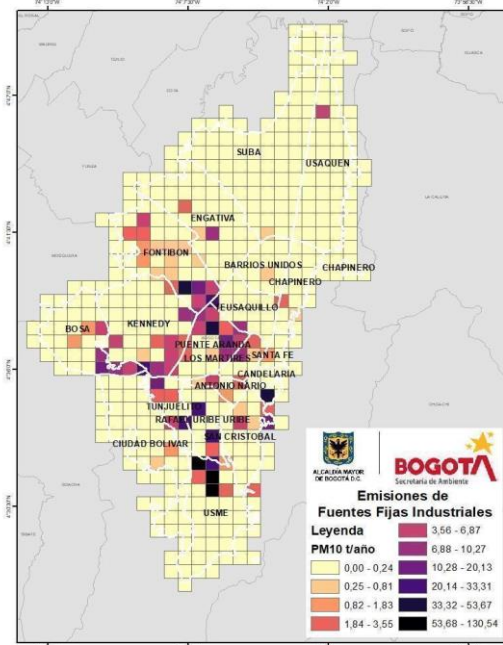 SUBA
USAQUEN
ENGATIVA
FONTIBON
BARRIOS UNIDOS
CHAPINERO
CHAPINERO
TEUSAQUILLO
BOSA
KENNEDY
PUENTE ARANDA
LOS MARTIRES
SANTA FE
CANDELARIA
ANTONIO NARIO
TUNJUELITO
RAFAEL URIBE URIBE
SAN CRISTOBAL
CIUDAD BOLIVAR
USME
ALCALDÍA MAYOR
DE BOGOTÁ D.C.
BOGOTÁ
Secretaría de Ambiente
Emisiones de
Fuentes Fijas Industriales
Leyenda
PM10 t/año
0,00 - 0,24
0,25 - 0,81
0,82 - 1,83
1,84 - 3,55
3,56 - 6,87
6,88 - 10,27
10,28 - 20,13
20,14 - 33,31
33,32 - 53,67
53,68 - 130,54